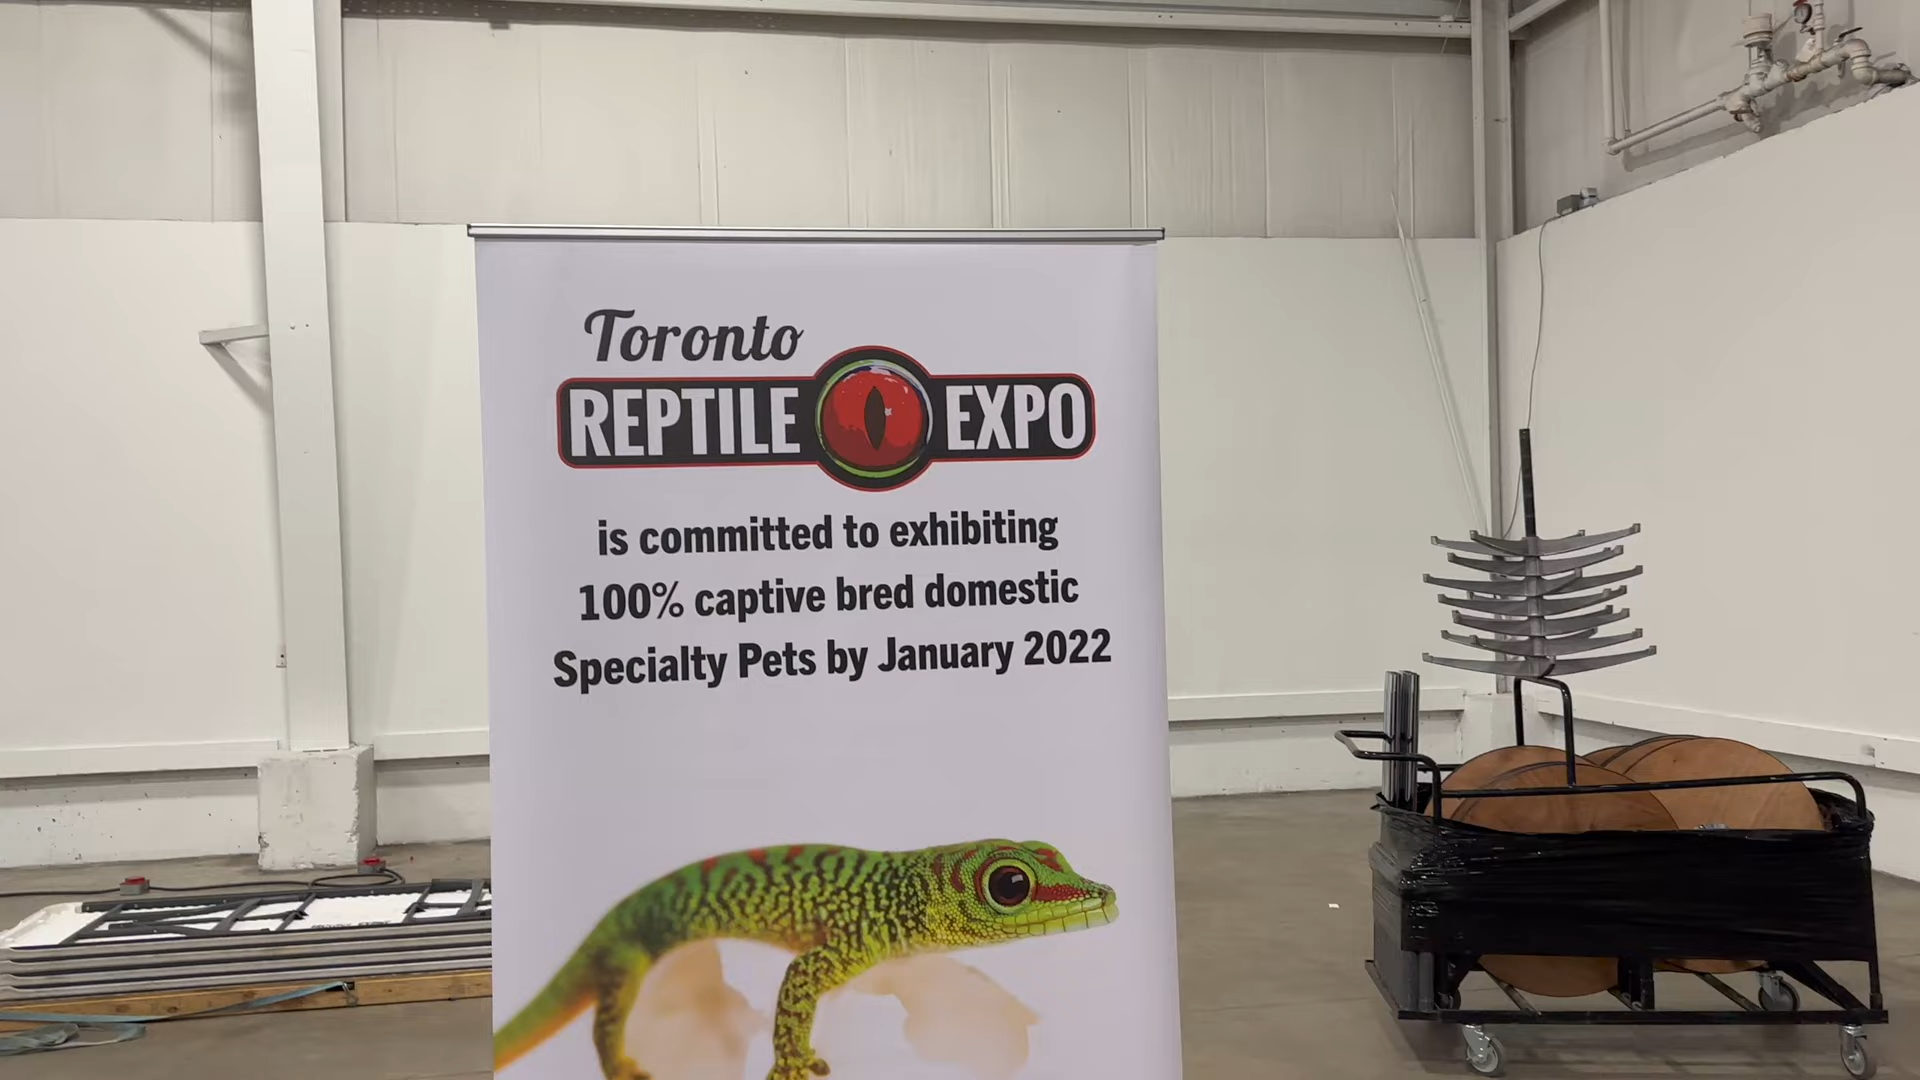 Toronto
REPTILE EXPO
is committed to exhibiting
100% captive bred domestic
Specialty Pets by January 2022